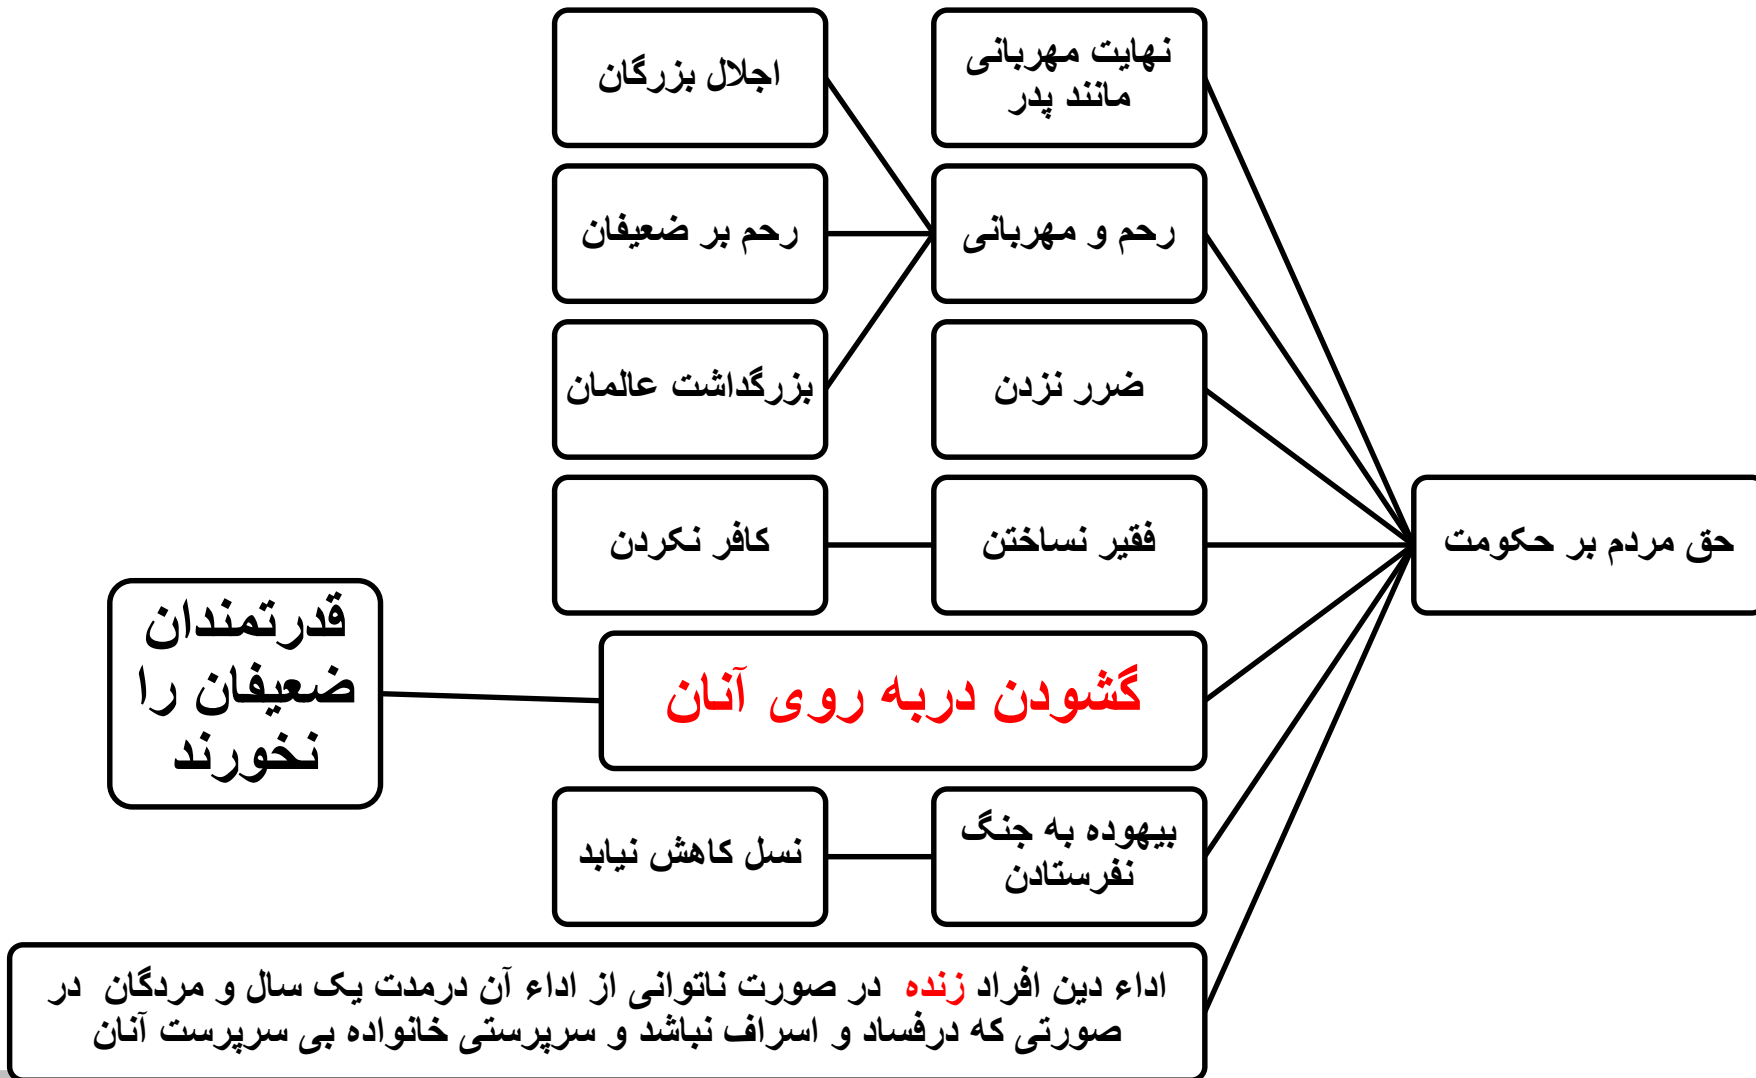 حق مردم بر حکومت
نهایت مهربانی
مانند پدر
رحم و مهربانی
اجلال بزرگان
رحم بر ضعیفان
بزرگداشت عالمان
ضرر نزدن
فقیر نساختن
کافر نکردن
گشودن دربه روی آنان
قدرتمندان
ضعیفان را
نخورند
بیهوده به جنگ
نفرستادن
نسل کاهش نیابد
اداء دین افراد زنده در صورت ناتوانی از اداء آن درمدت یک سال و مردگان در
صورتی که درفساد و اسراف نباشد و سرپرستی خانواده بی سرپرست آنان